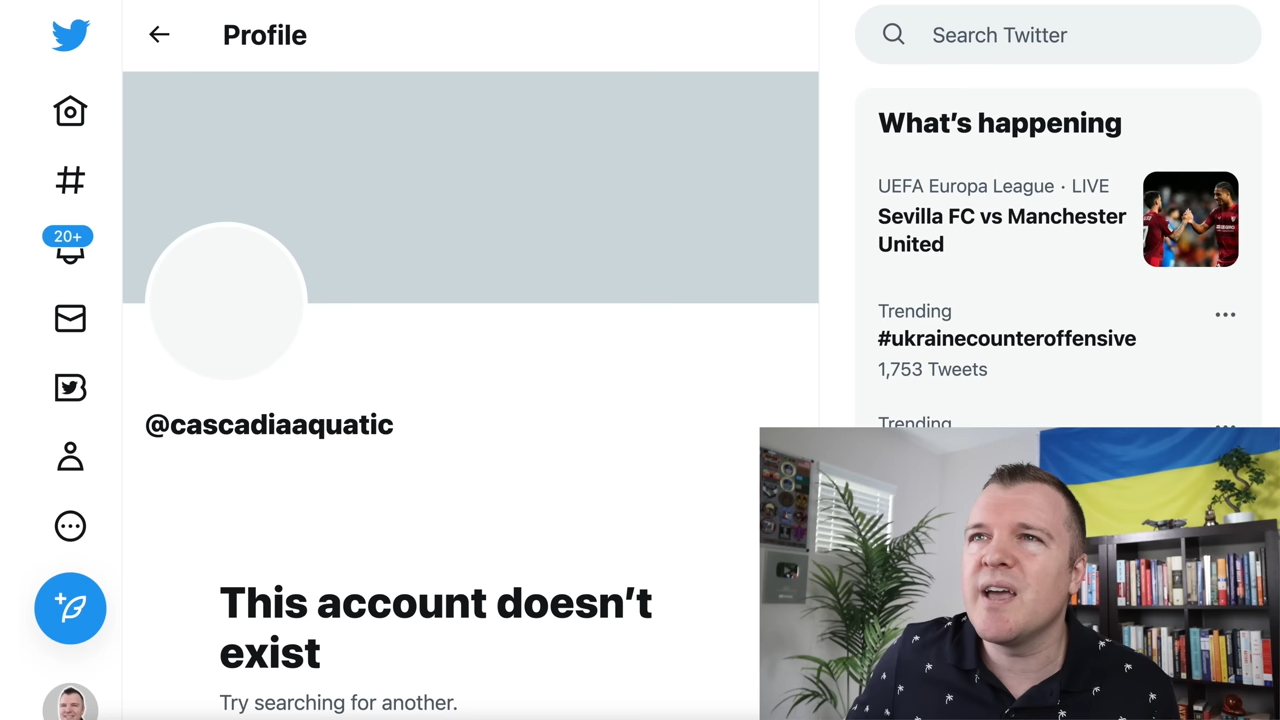 Profile
Search Twitter
What’s happening
UEFA Europa League · LIVE
Sevilla FC vs Manchester
United
Trending
#ukrainecounteroffensive
1,753 Tweets
Trending
20+
@cascadiaaquatic
This account doesn’t
exist
Try searching for another.